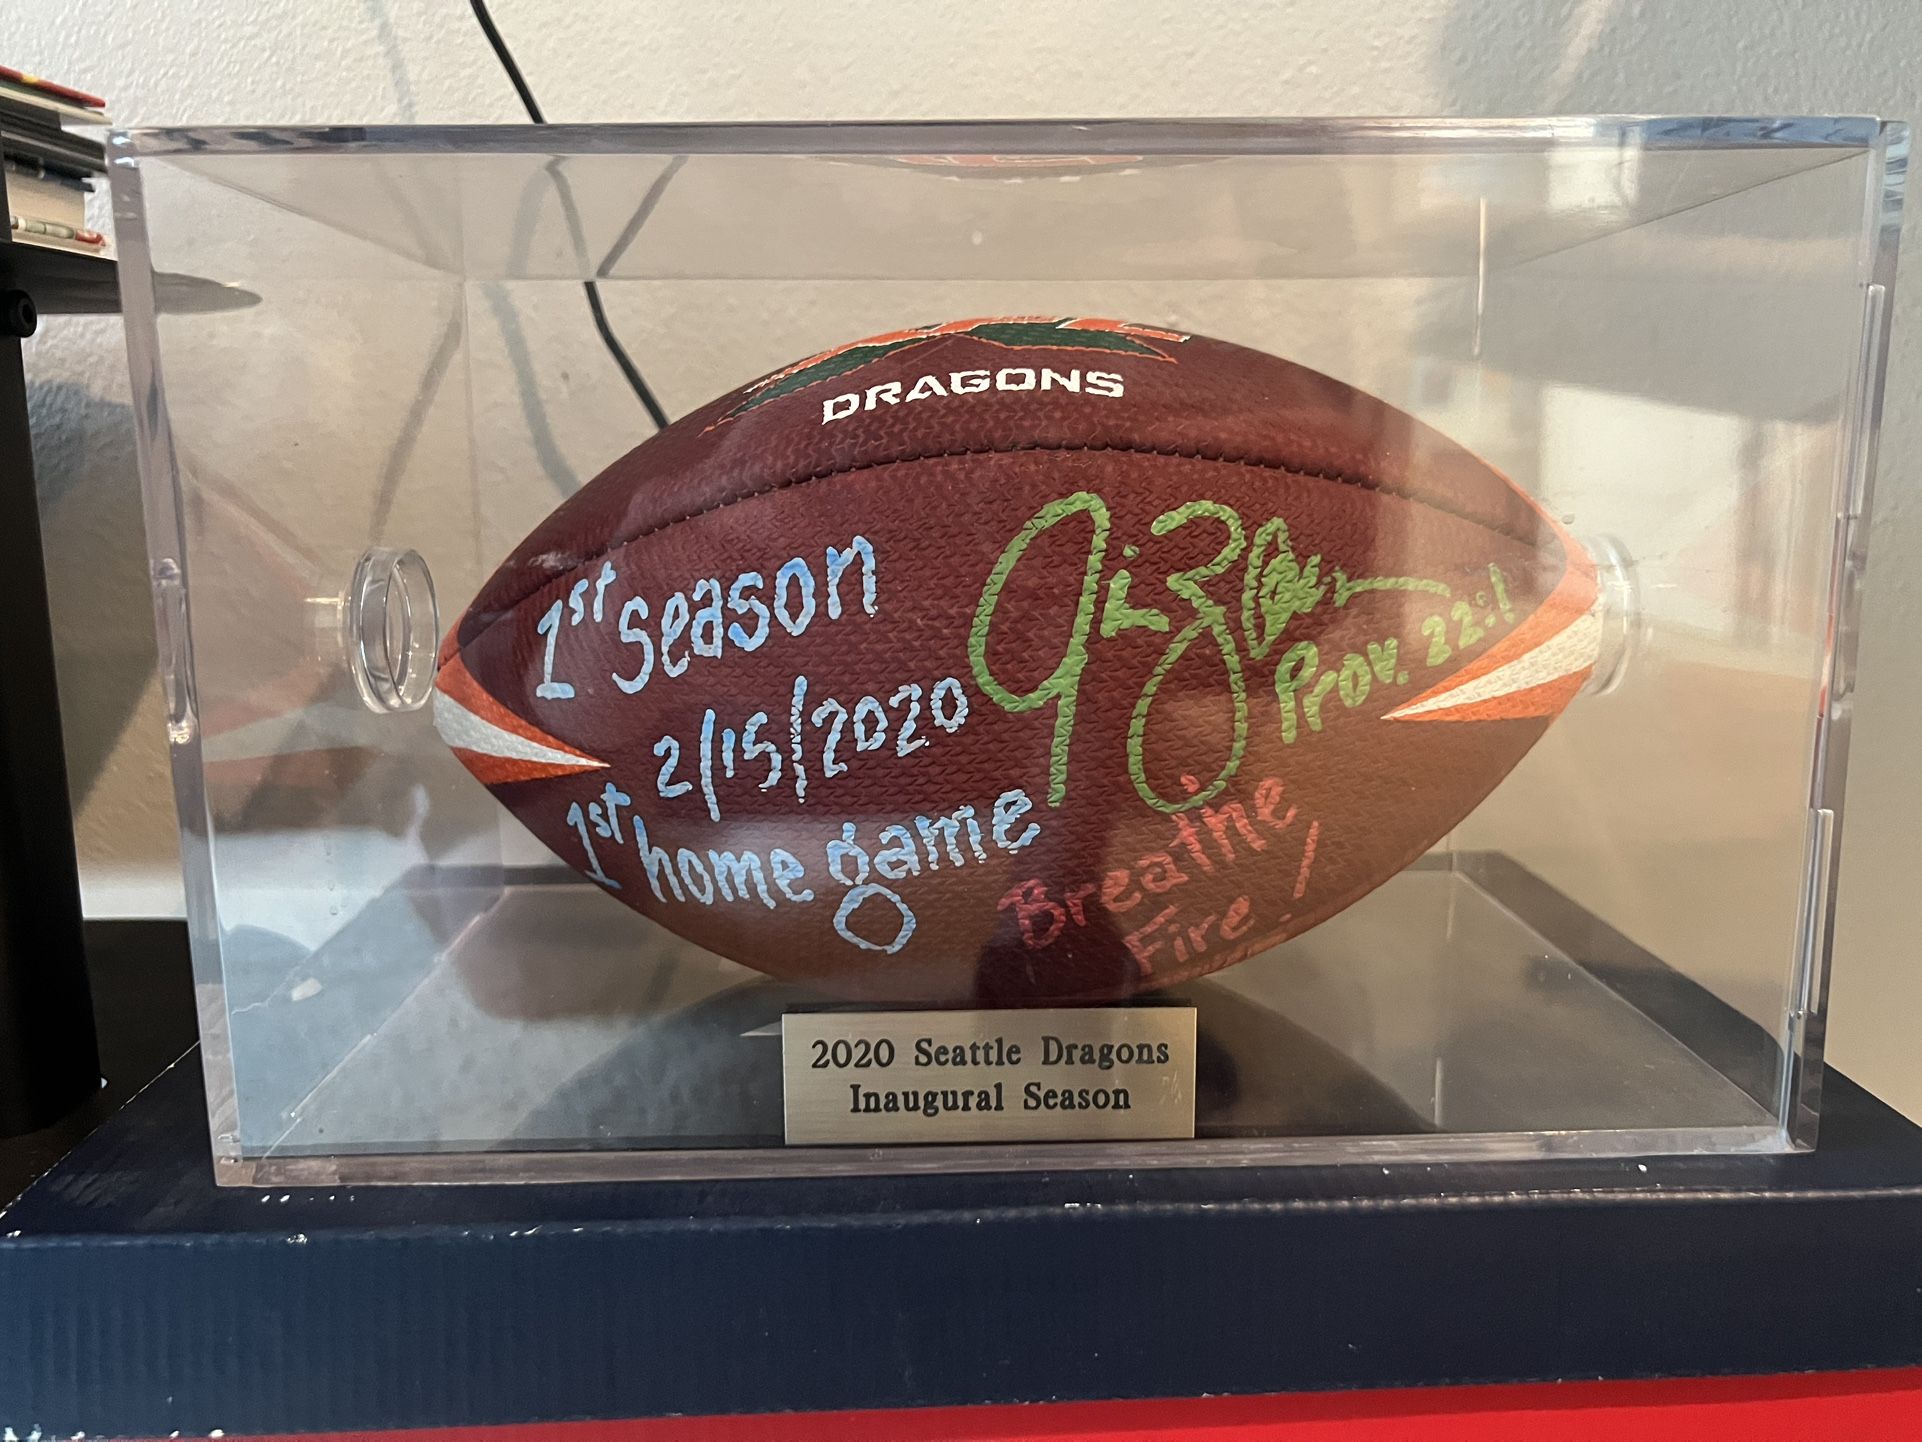 DRAGONS
1st season
2/15/2020
1st home game
Prov. 22:1
Breathe
Fire!
2020 Seattle Dragons
Inaugural Season